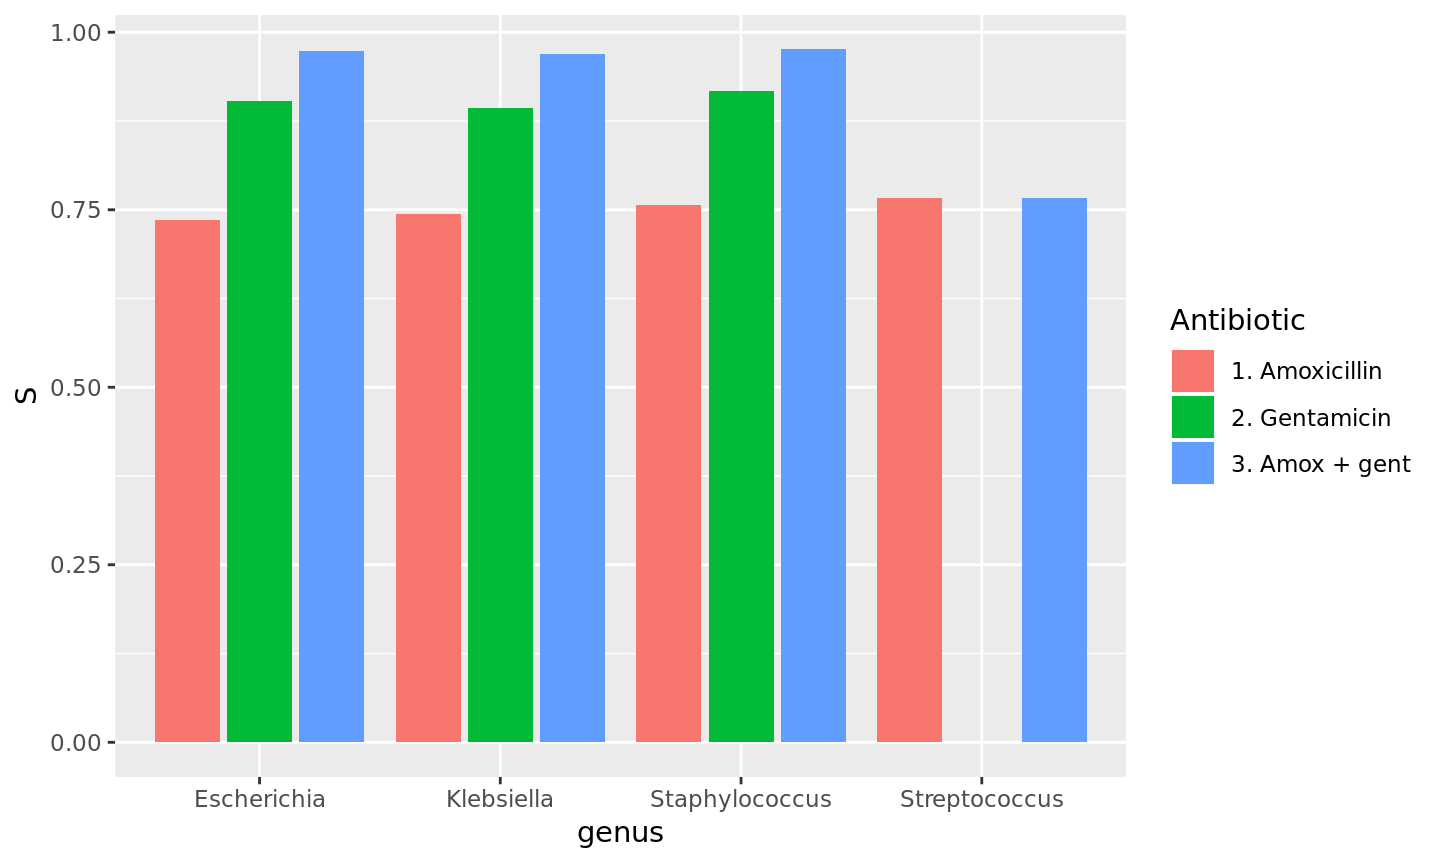 1.00
0.75
0.50
0.25
0.00
S
Escherichia
Klebsiella
Staphylococcus
Streptococcus
genus
Antibiotic
1. Amoxicillin
2. Gentamicin
3. Amox + gent